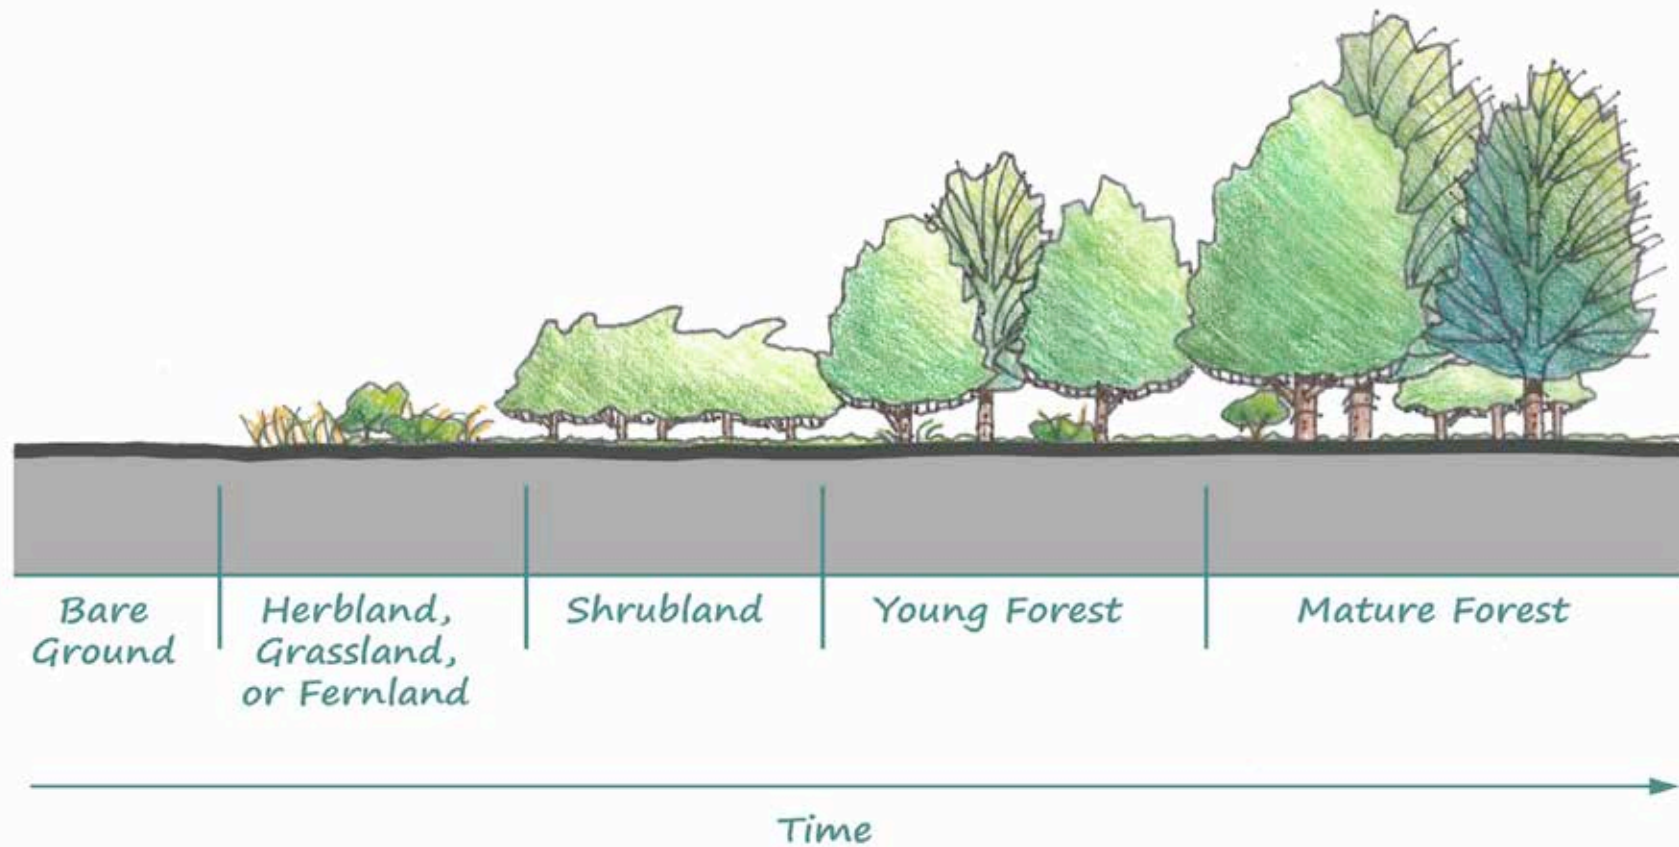 Bare
Ground
Herbland,
Grassland,
or Fernland
Shrubland
Young Forest
Mature Forest
Time